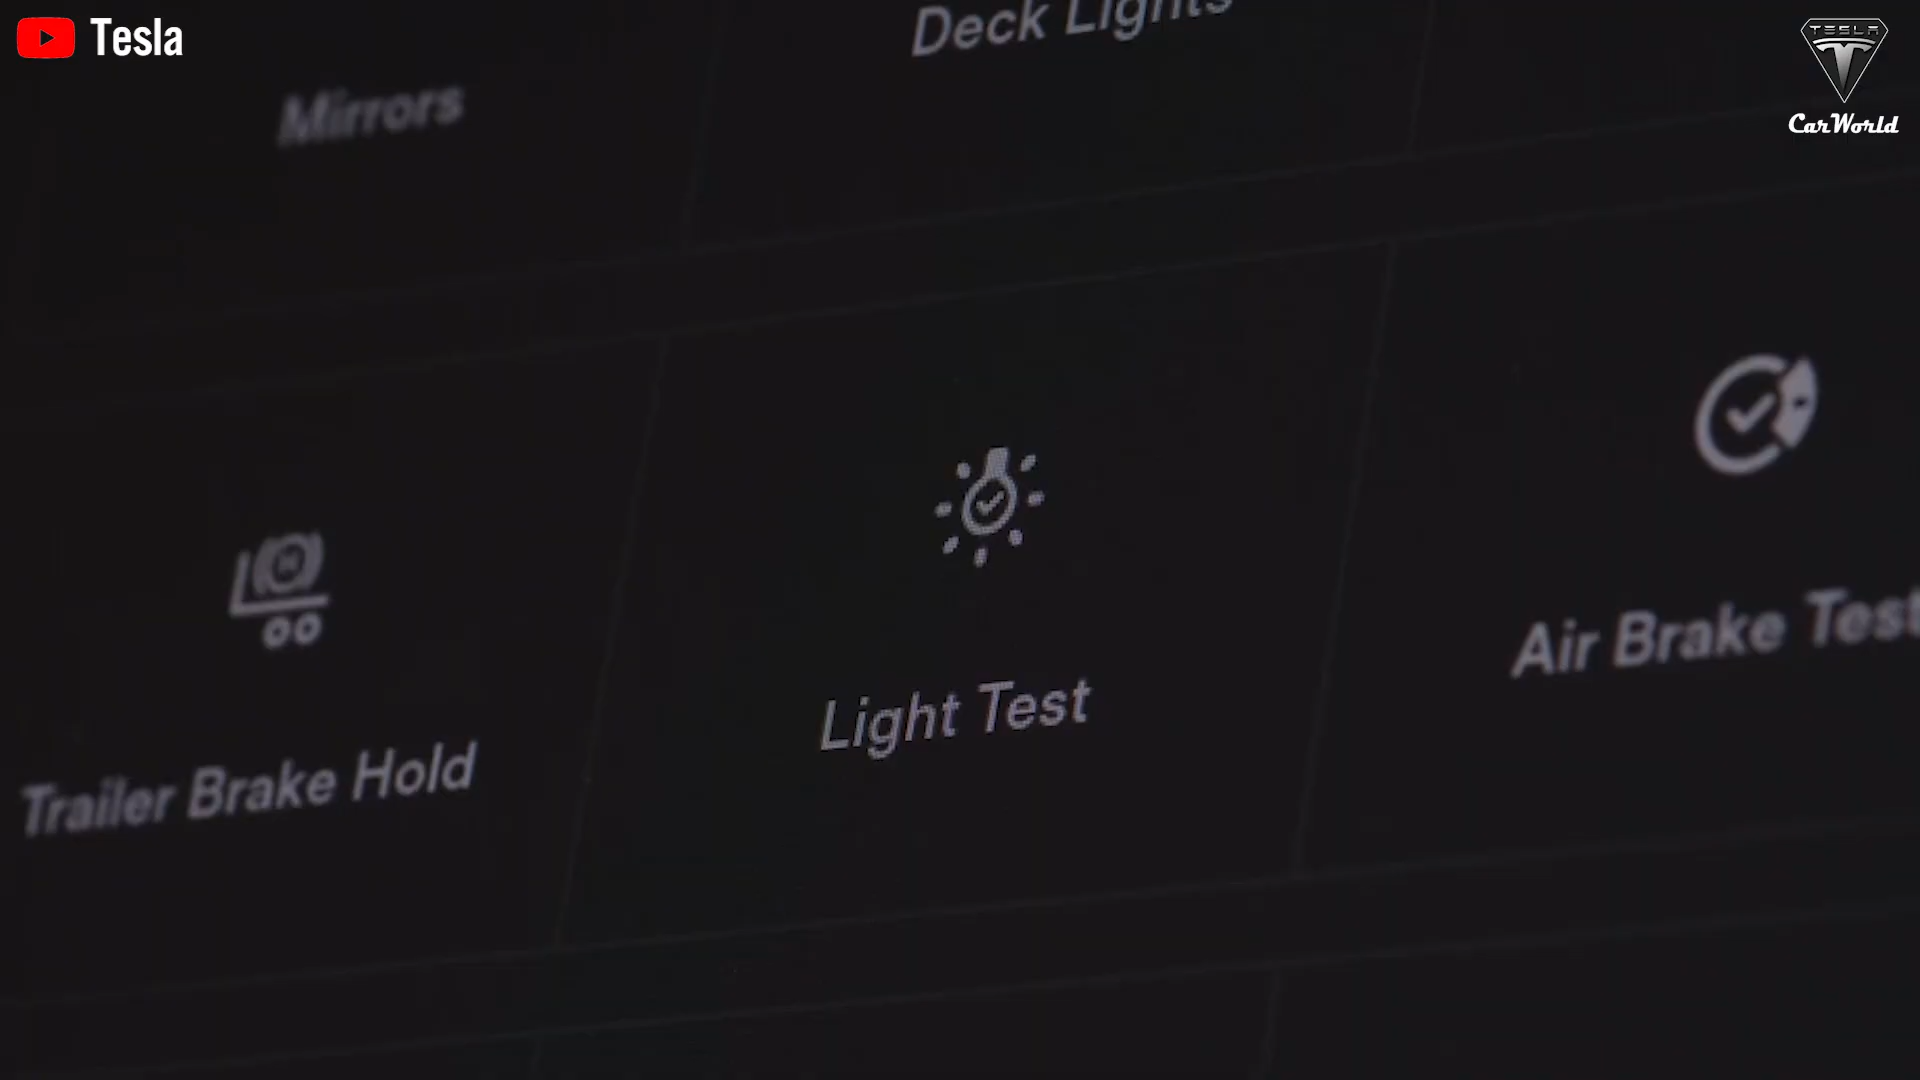 Tesla
TESLA
CarWorld
Deck Lights
Mirrors
Air Brake Test
Light Test
Trailer Brake Hold